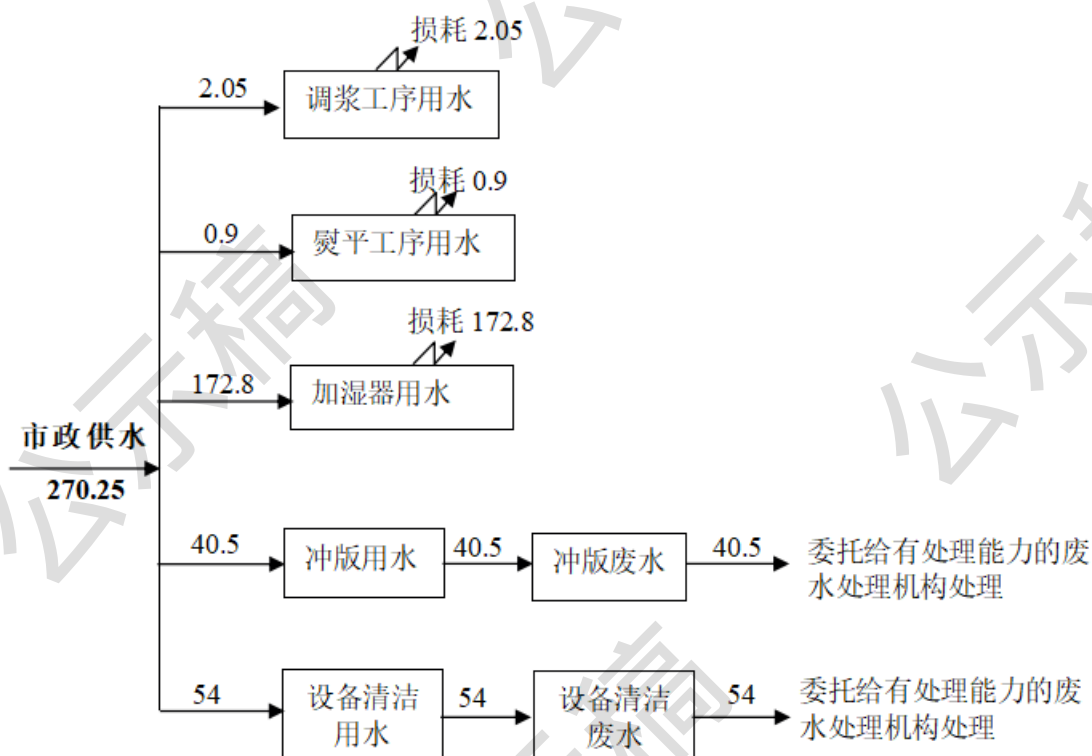 损耗 2.05
2.05
调浆工序用水
损耗 0.9
0.9
熨平工序用水
损耗 172.8
172.8
加湿器用水
市政供水
270.25
40.5
冲版用水
40.5
冲版废水
40.5
委托给有处理能力的废
水处理机构处理
54
设备清洁
用水
54
设备清洁
废水
54
委托给有处理能力的废
水处理机构处理
公示稿
公示稿